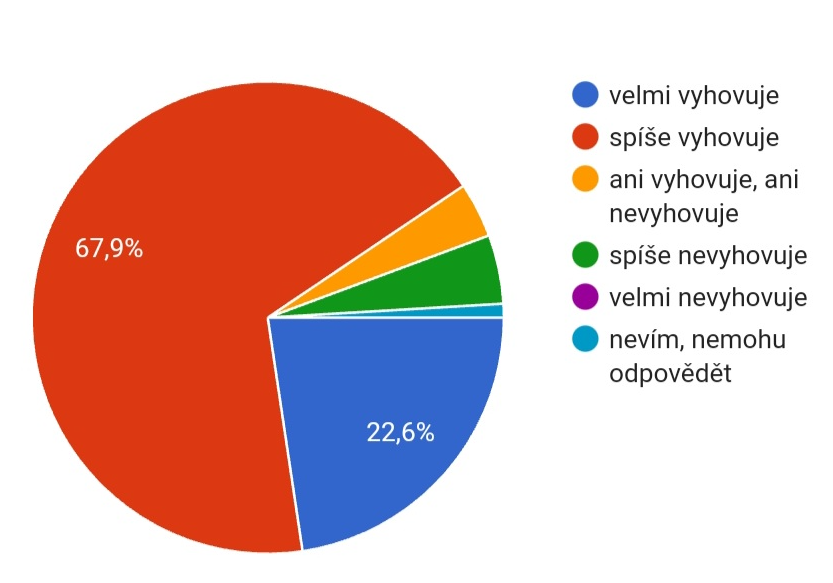 velmi vyhovuje
spíše vyhovuje
ani vyhovuje, ani
nevyhovuje
67,9%
spíše nevyhovuje
velmi nevyhovuje
nevím, nemohu
odpovědět
22,6%